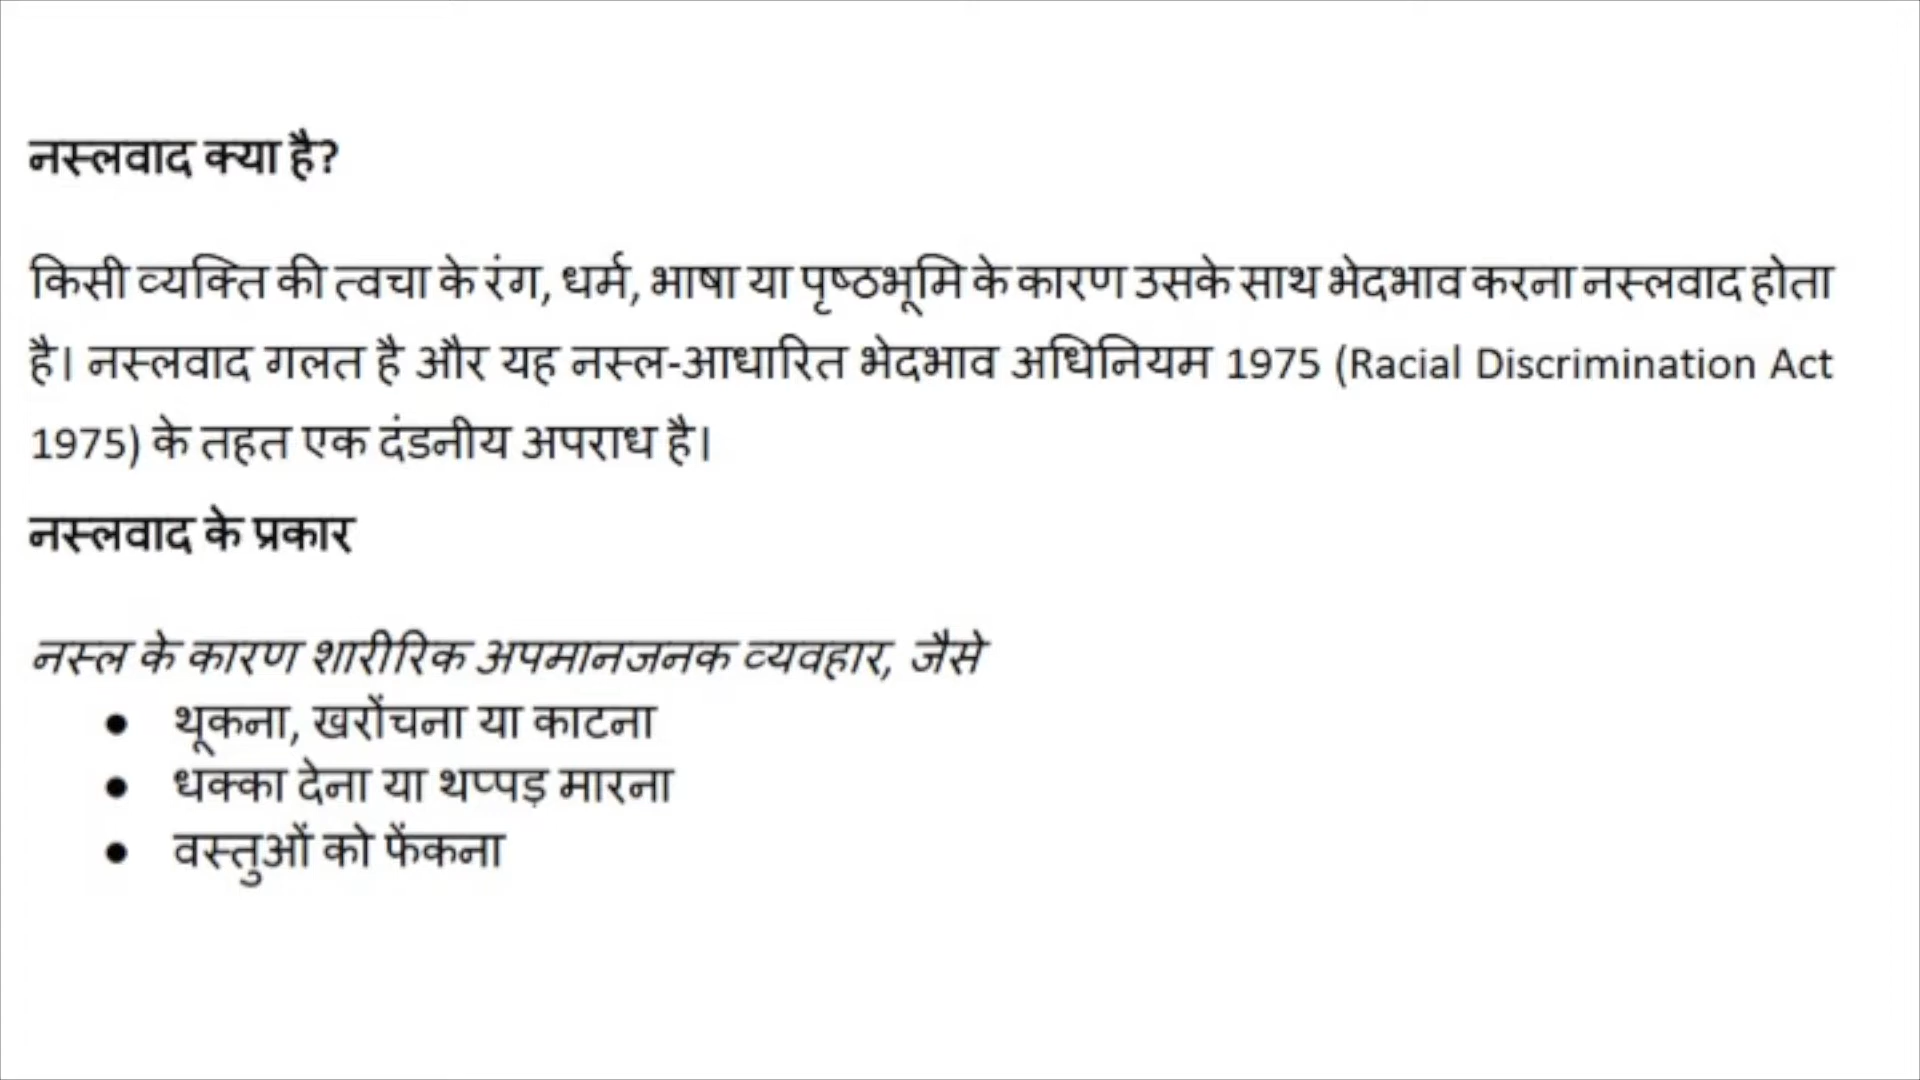 नस्लवाद क्या है?
किसी व्यक्ति की त्वचा के रंग, धर्म, भाषा या पृष्ठभूमि के कारण उसके साथ भेदभाव करना नस्लवाद होता
है। नस्लवाद गलत है और यह नस्ल-आधारित भेदभाव अधिनियम 1975 (Racial Discrimination Act
1975) के तहत एक दंडनीय अपराध है।
नस्लवाद के प्रकार
नस्ल के कारण शारीरिक अपमानजनक व्यवहार, जैसे
● थूकना, खरोंचना या काटना
● धक्का देना या थप्पड़ मारना
● वस्तुओं को फेंकना